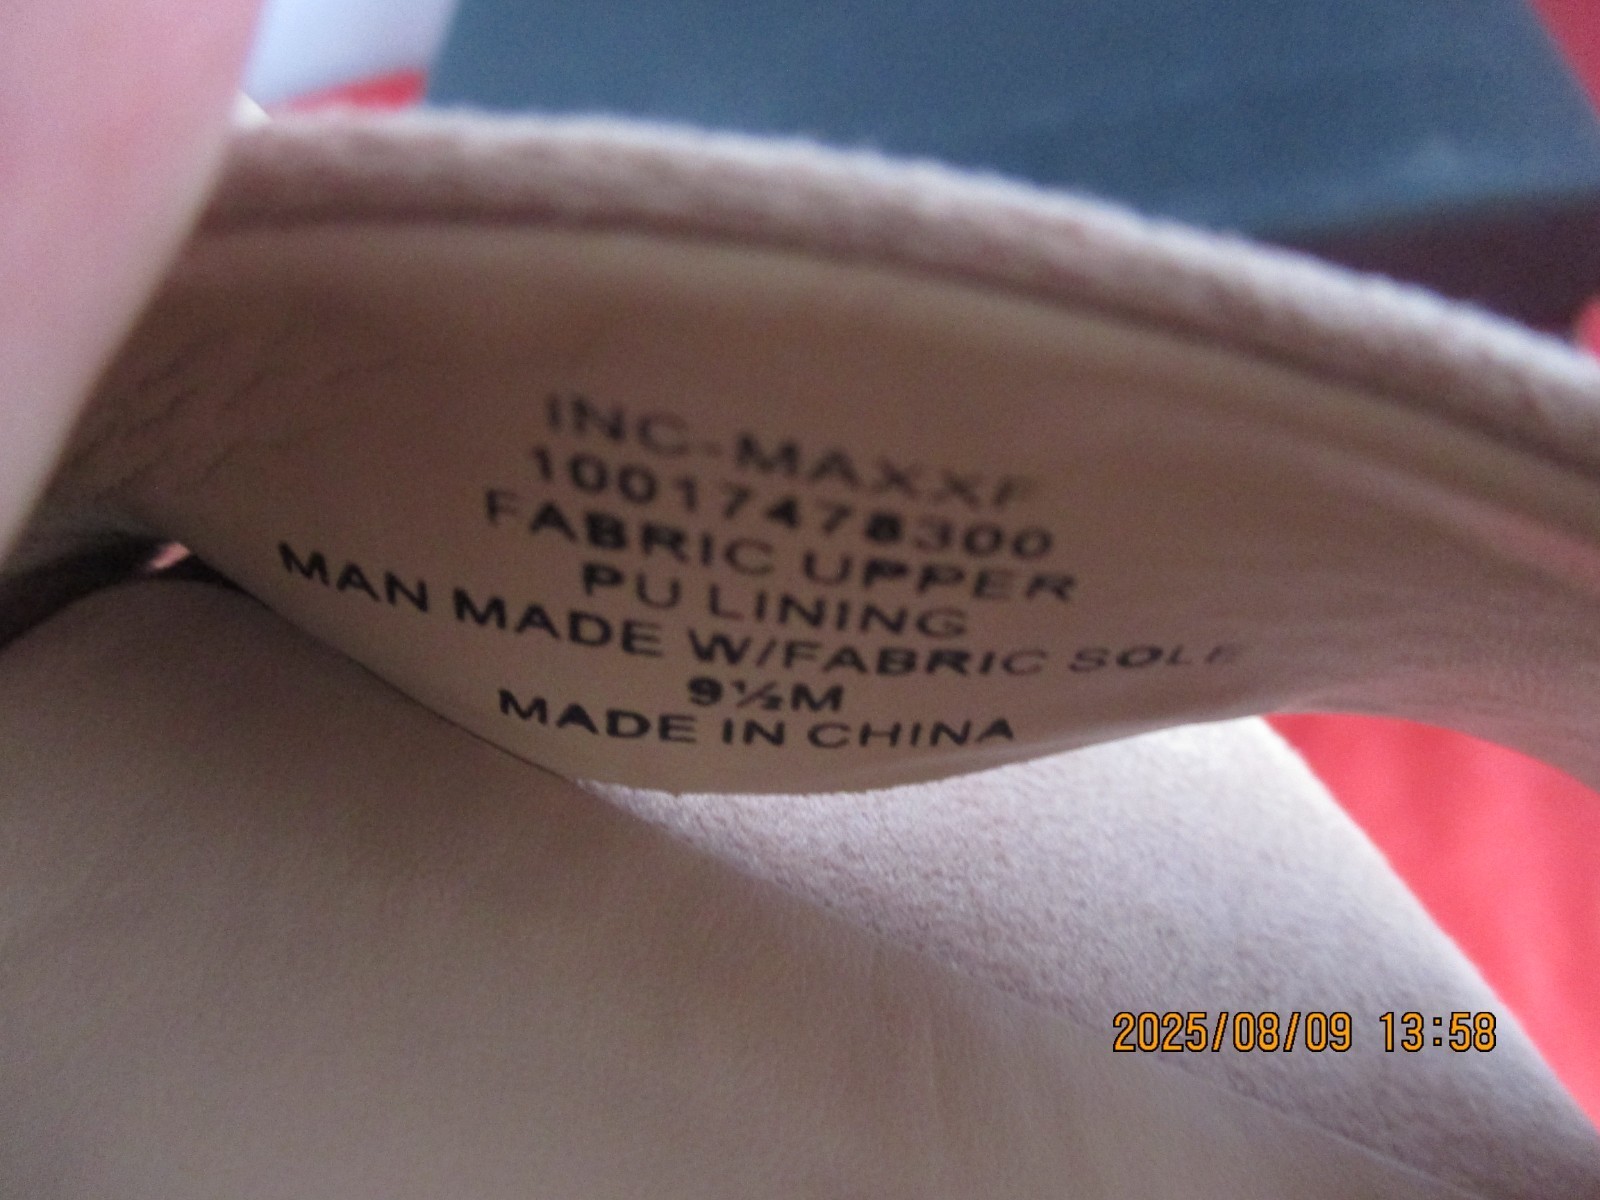 INC-MAXXF
10017478300
FABRIC UPPER
PU LINING
MAN MADE W/FABRIC SOLE
9½M
MADE IN CHINA
2025/08/09 13:58